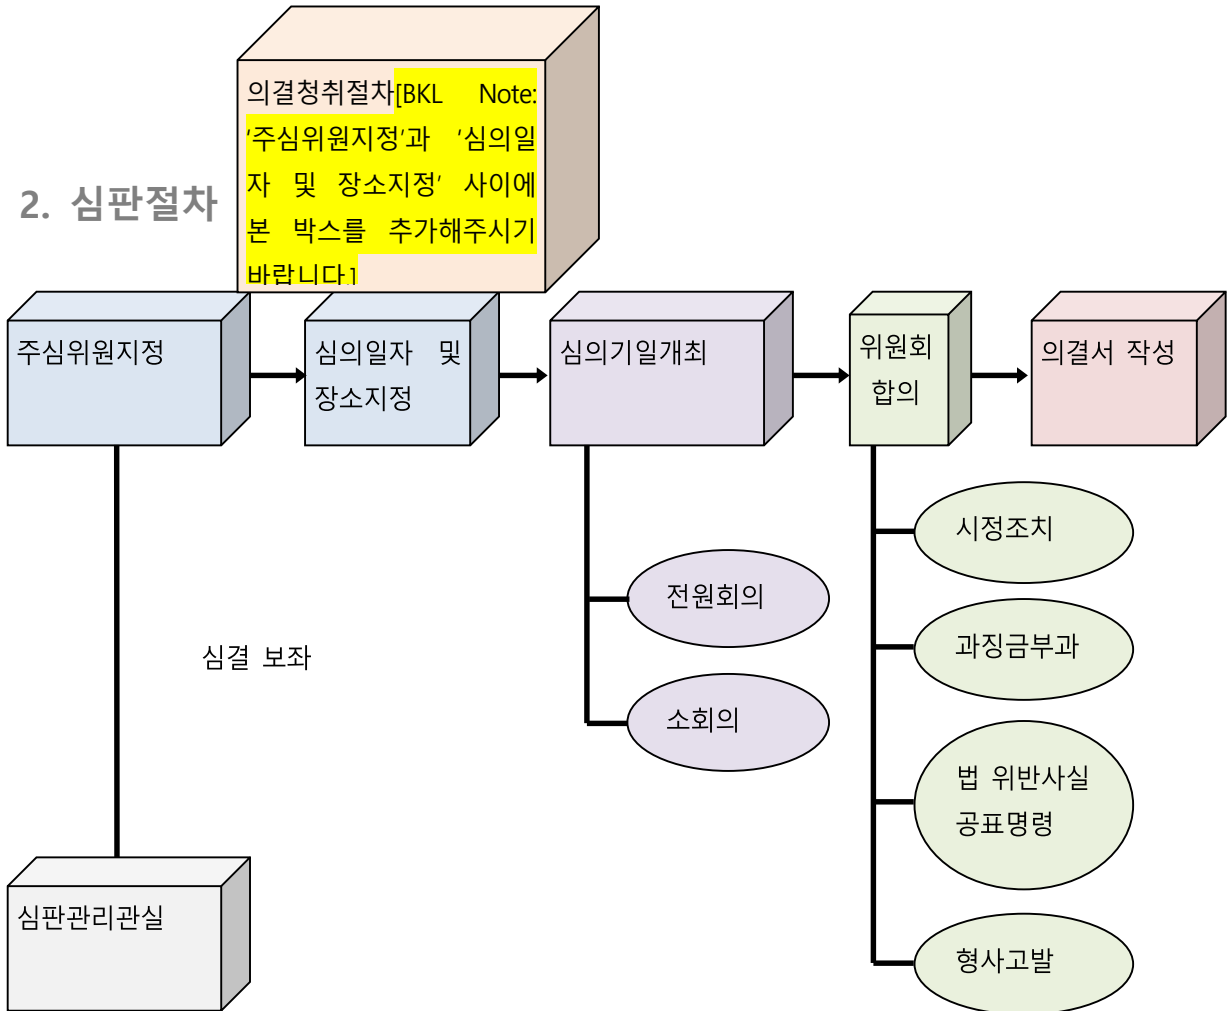 의결청취절차[BKL Note:
'주심위원지정'과 '심의일
자 및 장소지정' 사이에
본 박스를 추가해주시기
바랍니다]
2. 심판절차
주심위원지정
심의일자 및
장소지정
심의기일개최
위원회
합의
의결서 작성
시정조치
전원회의
과징금부과
심결 보좌
소회의
법 위반사실
공표명령
심판관리관실
형사고발